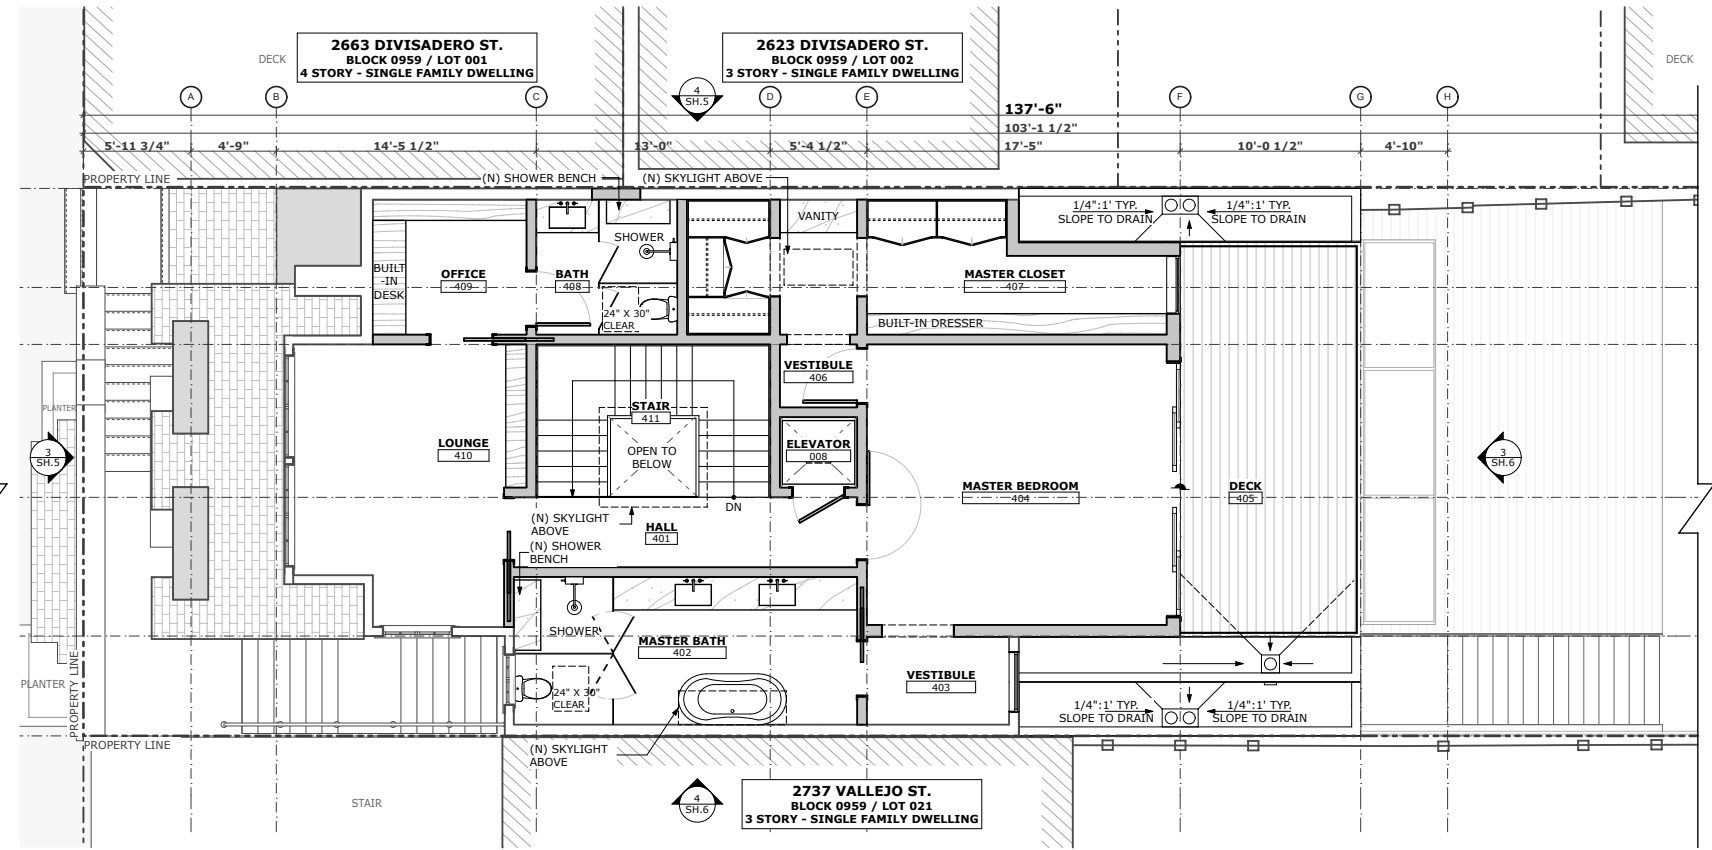 2663 DIVISADERO ST.
BLOCK 0959 / LOT 001
4 STORY - SINGLE FAMILY DWELLING
2623 DIVISADERO ST.
BLOCK 0959 / LOT 002
3 STORY - SINGLE FAMILY DWELLING
DECK
DECK
4
SH.5
A
B
C
D
E
F
G
H
137'-6"
103'-1 1/2"
5'-11 3/4"
4'-9"
14'-5 1/2"
13'-0"
5'-4 1/2"
17'-5"
10'-0 1/2"
4'-10"
PROPERTY LINE
(N) SHOWER BENCH
(N) SKYLIGHT ABOVE
VANITY
1/4":1' TYP.
SLOPE TO DRAIN
1/4":1' TYP.
SLOPE TO DRAIN
SHOWER
BUILT
-IN
DESK
OFFICE
409
BATH
408
MASTER CLOSET
407
24" X 30"
CLEAR
BUILT-IN DRESSER
VESTIBULE
406
PLANTER
STAIR
411
LOUNGE
410
OPEN TO
BELOW
ELEVATOR
008
3
SH.5
3
SH.6
MASTER BEDROOM
404
DECK
405
DN
(N) SKYLIGHT
ABOVE
HALL
401
(N) SHOWER
BENCH
SHOWER
MASTER BATH
402
VESTIBULE
403
24" X 30"
CLEAR
PLANTER
PROPERTY LINE
1/4":1' TYP.
SLOPE TO DRAIN
1/4":1' TYP.
SLOPE TO DRAIN
PROPERTY LINE
(N) SKYLIGHT
ABOVE
STAIR
4
SH.6
2737 VALLEJO ST.
BLOCK 0959 / LOT 021
3 STORY - SINGLE FAMILY DWELLING